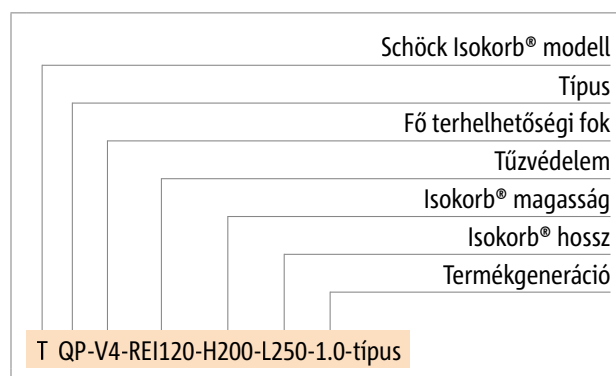 Schöck Isokorb® modell
Típus
Fő terhelhetőségi fok
Tűzvédelem
Isokorb® magasság
Isokorb® hossz
Termékgeneráció
T QP-V4-REI120-H200-L250-1.0-típus